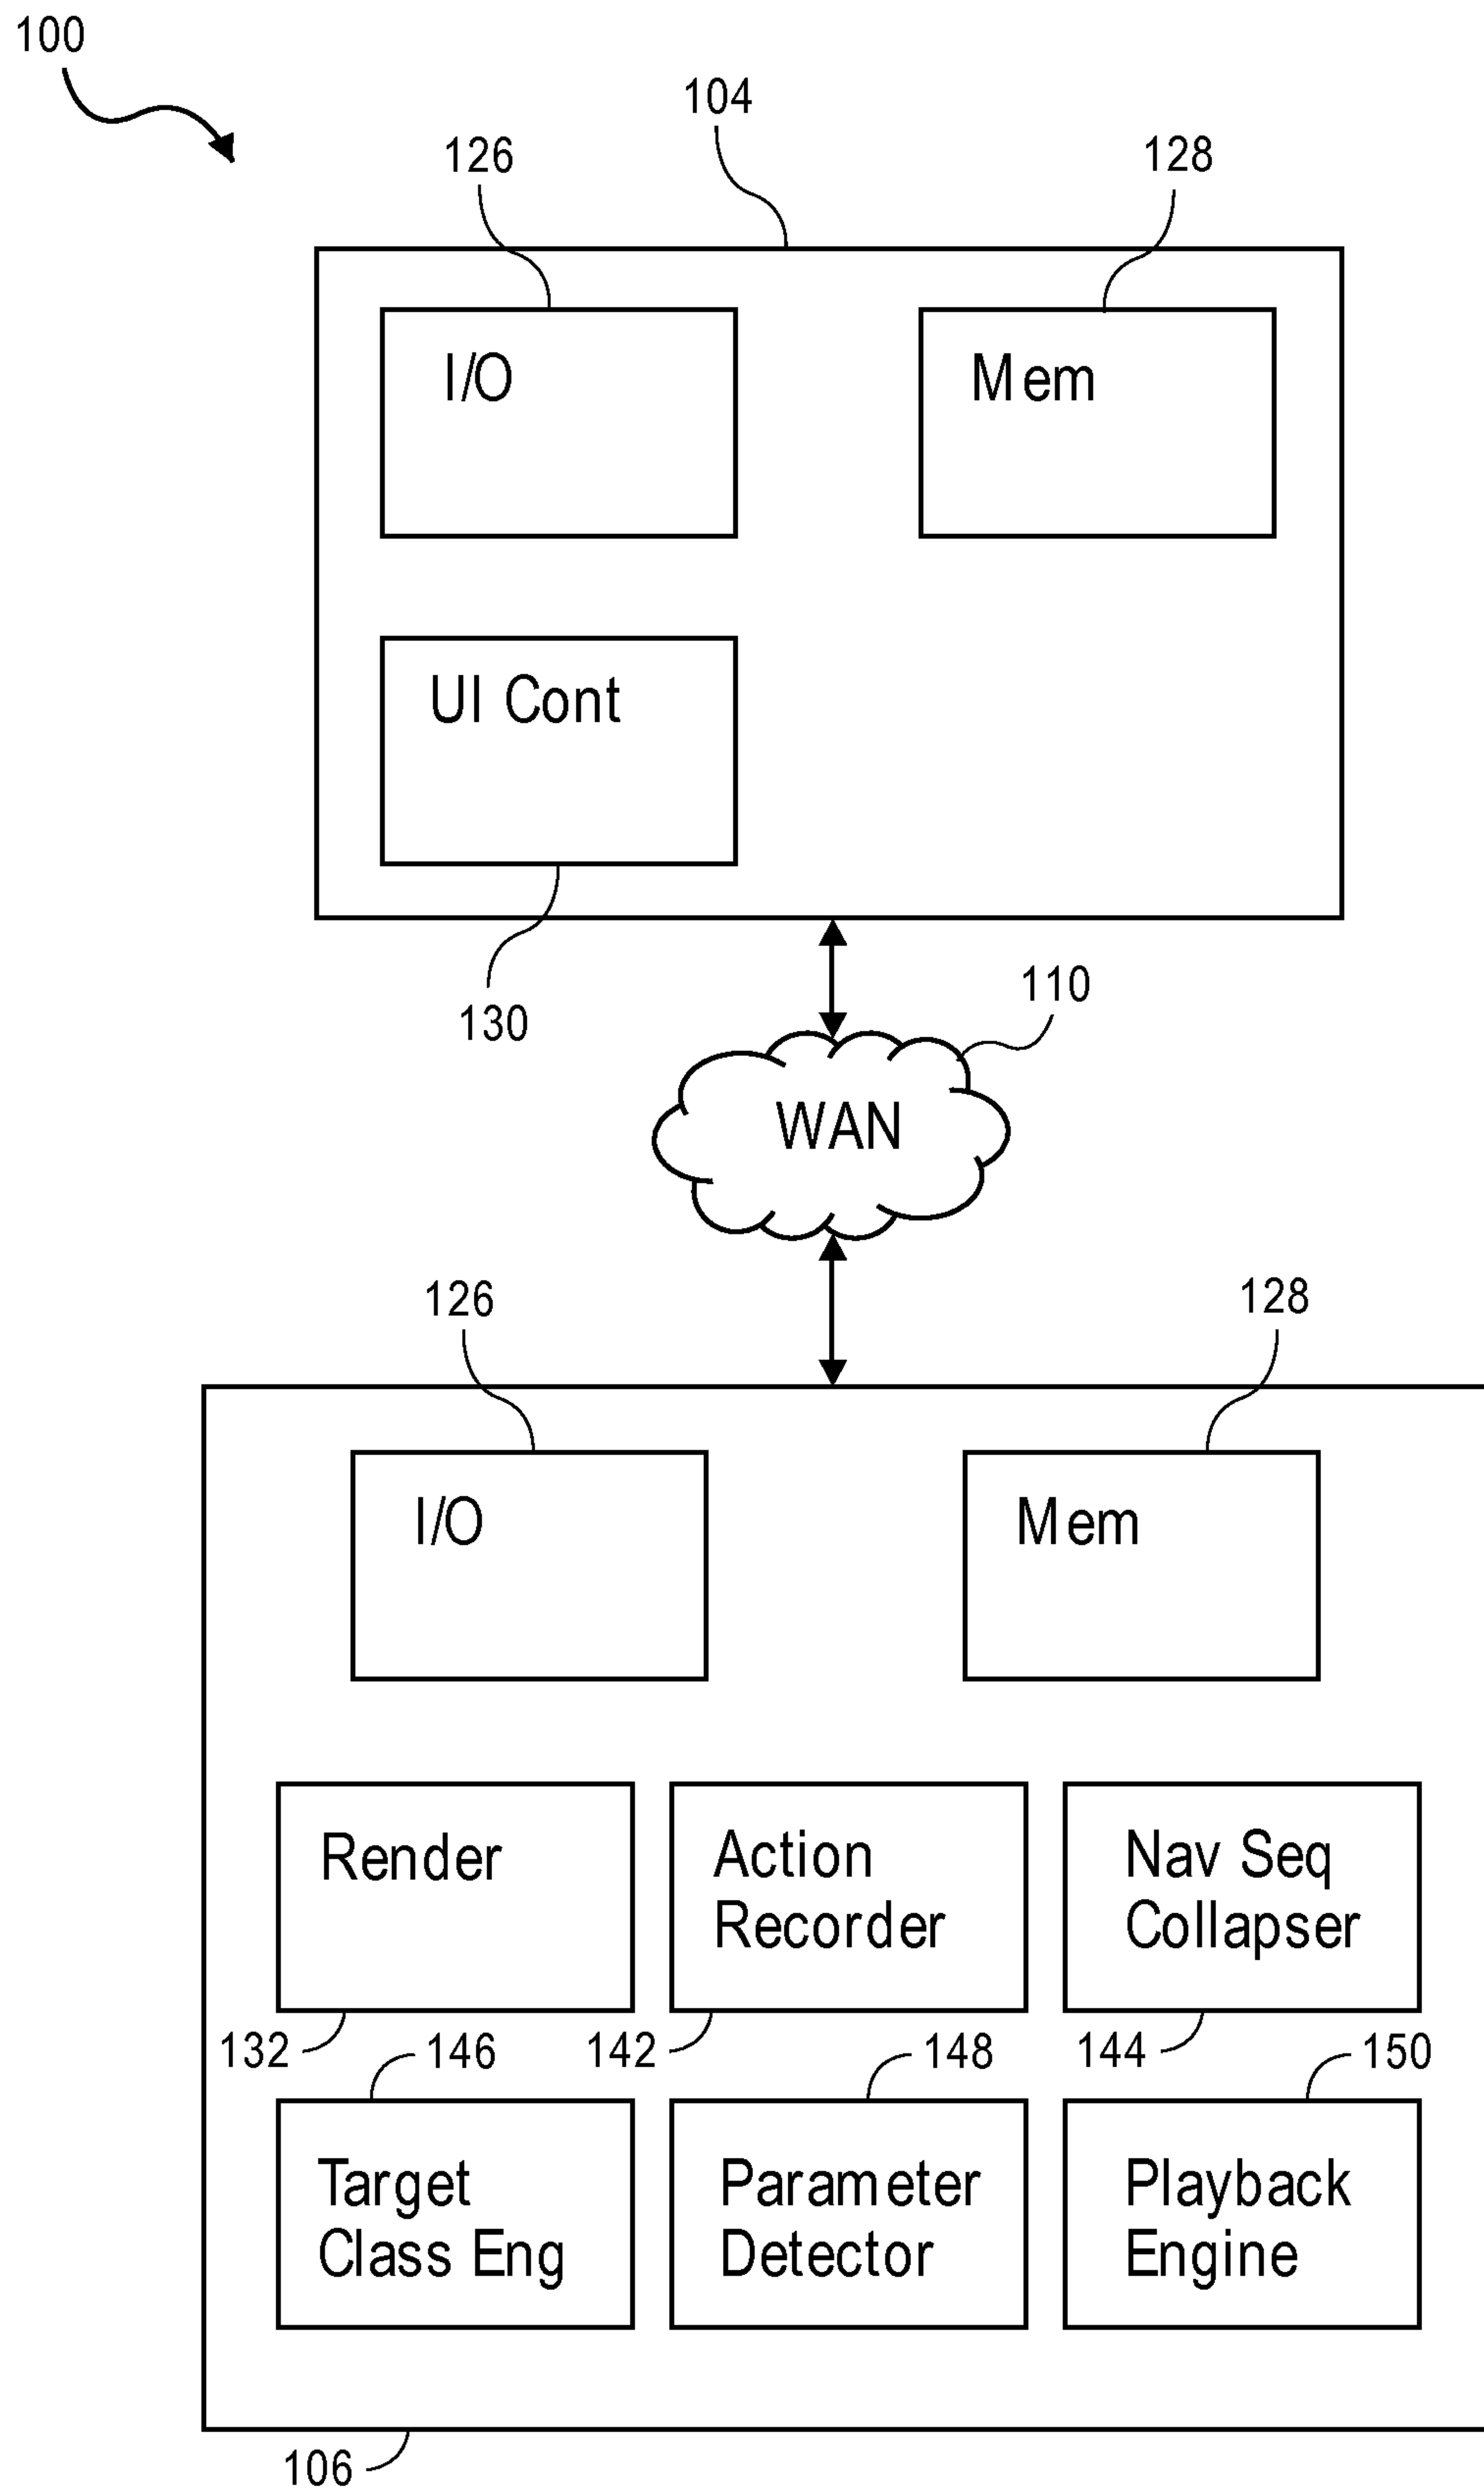 100
104
126
128
I/O
Mem
UI Cont
130
110
WAN
126
128
I/O
Mem
Render
Action
Recorder
Nav Seq
Collapser
132
146
142
148
144
150
Target
Class Eng
Parameter
Detector
Playback
Engine
106